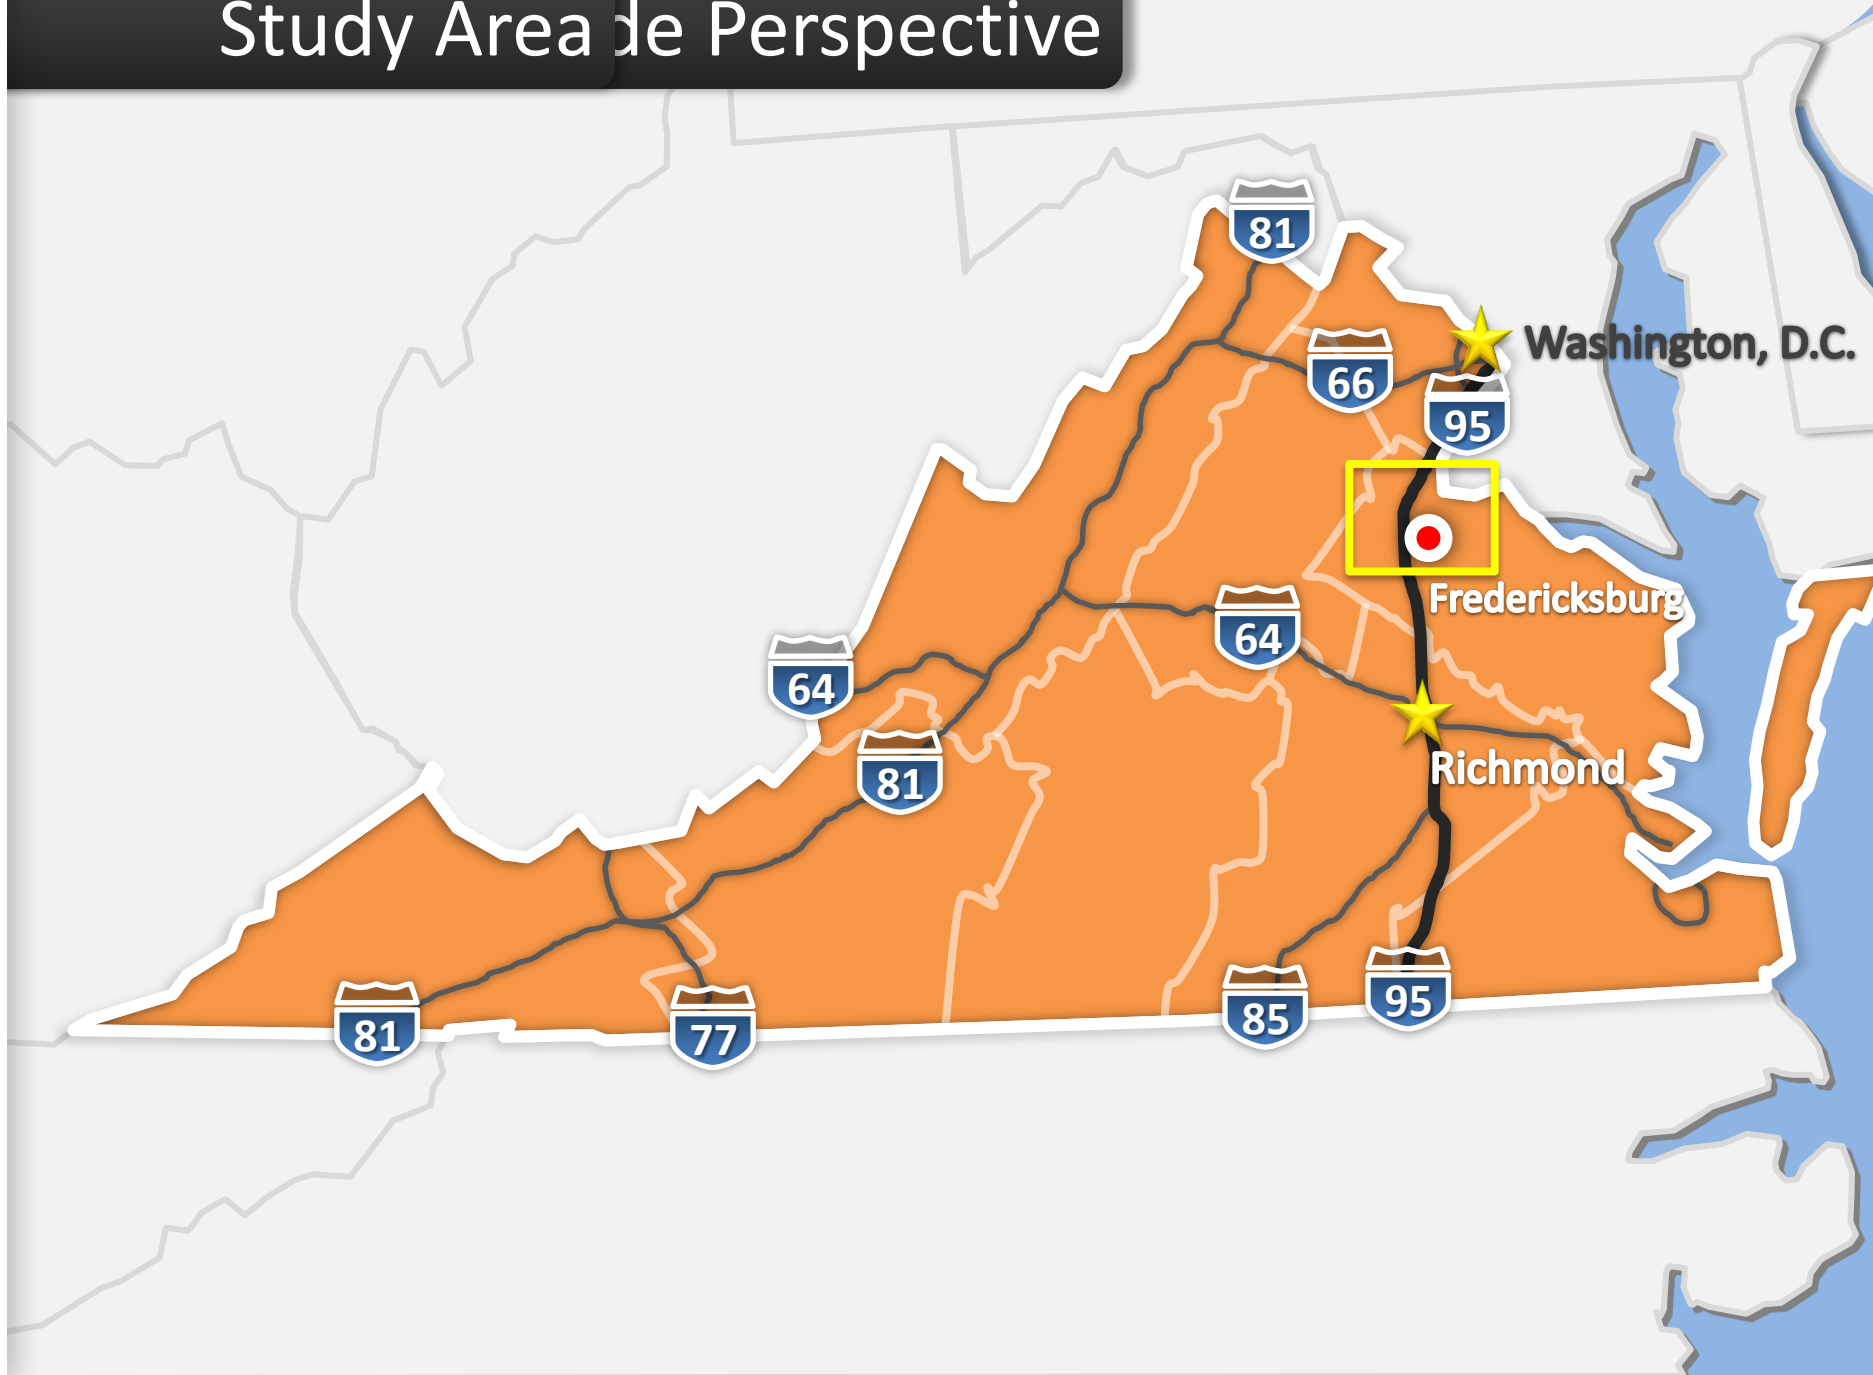 Study Area de Perspective
81
Washington, D.C.
66
95
Fredericksburg
64
64
Richmond
81
95
85
81
77